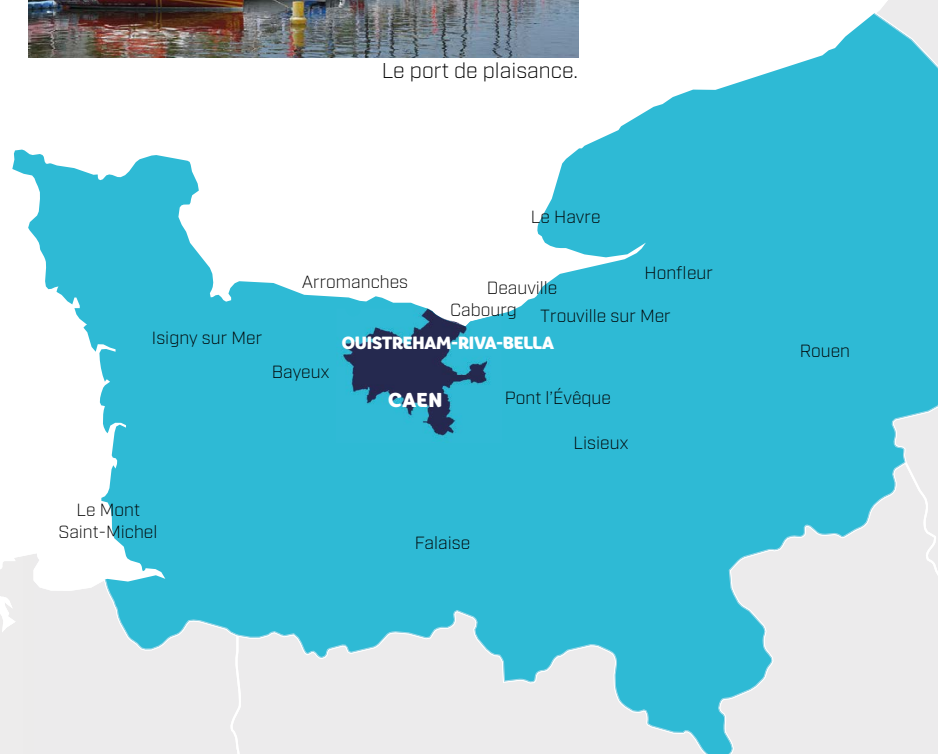 Le port de plaisance.
Le Havre
Honfleur
Arromanches
Deauville
Cabourg
Trouville sur Mer
Isigny sur Mer
OUISTREHAM-RIVA-BELLA
Rouen
Bayeux
CAEN
Pont l'Évêque
Lisieux
Le Mont
Saint-Michel
Falaise